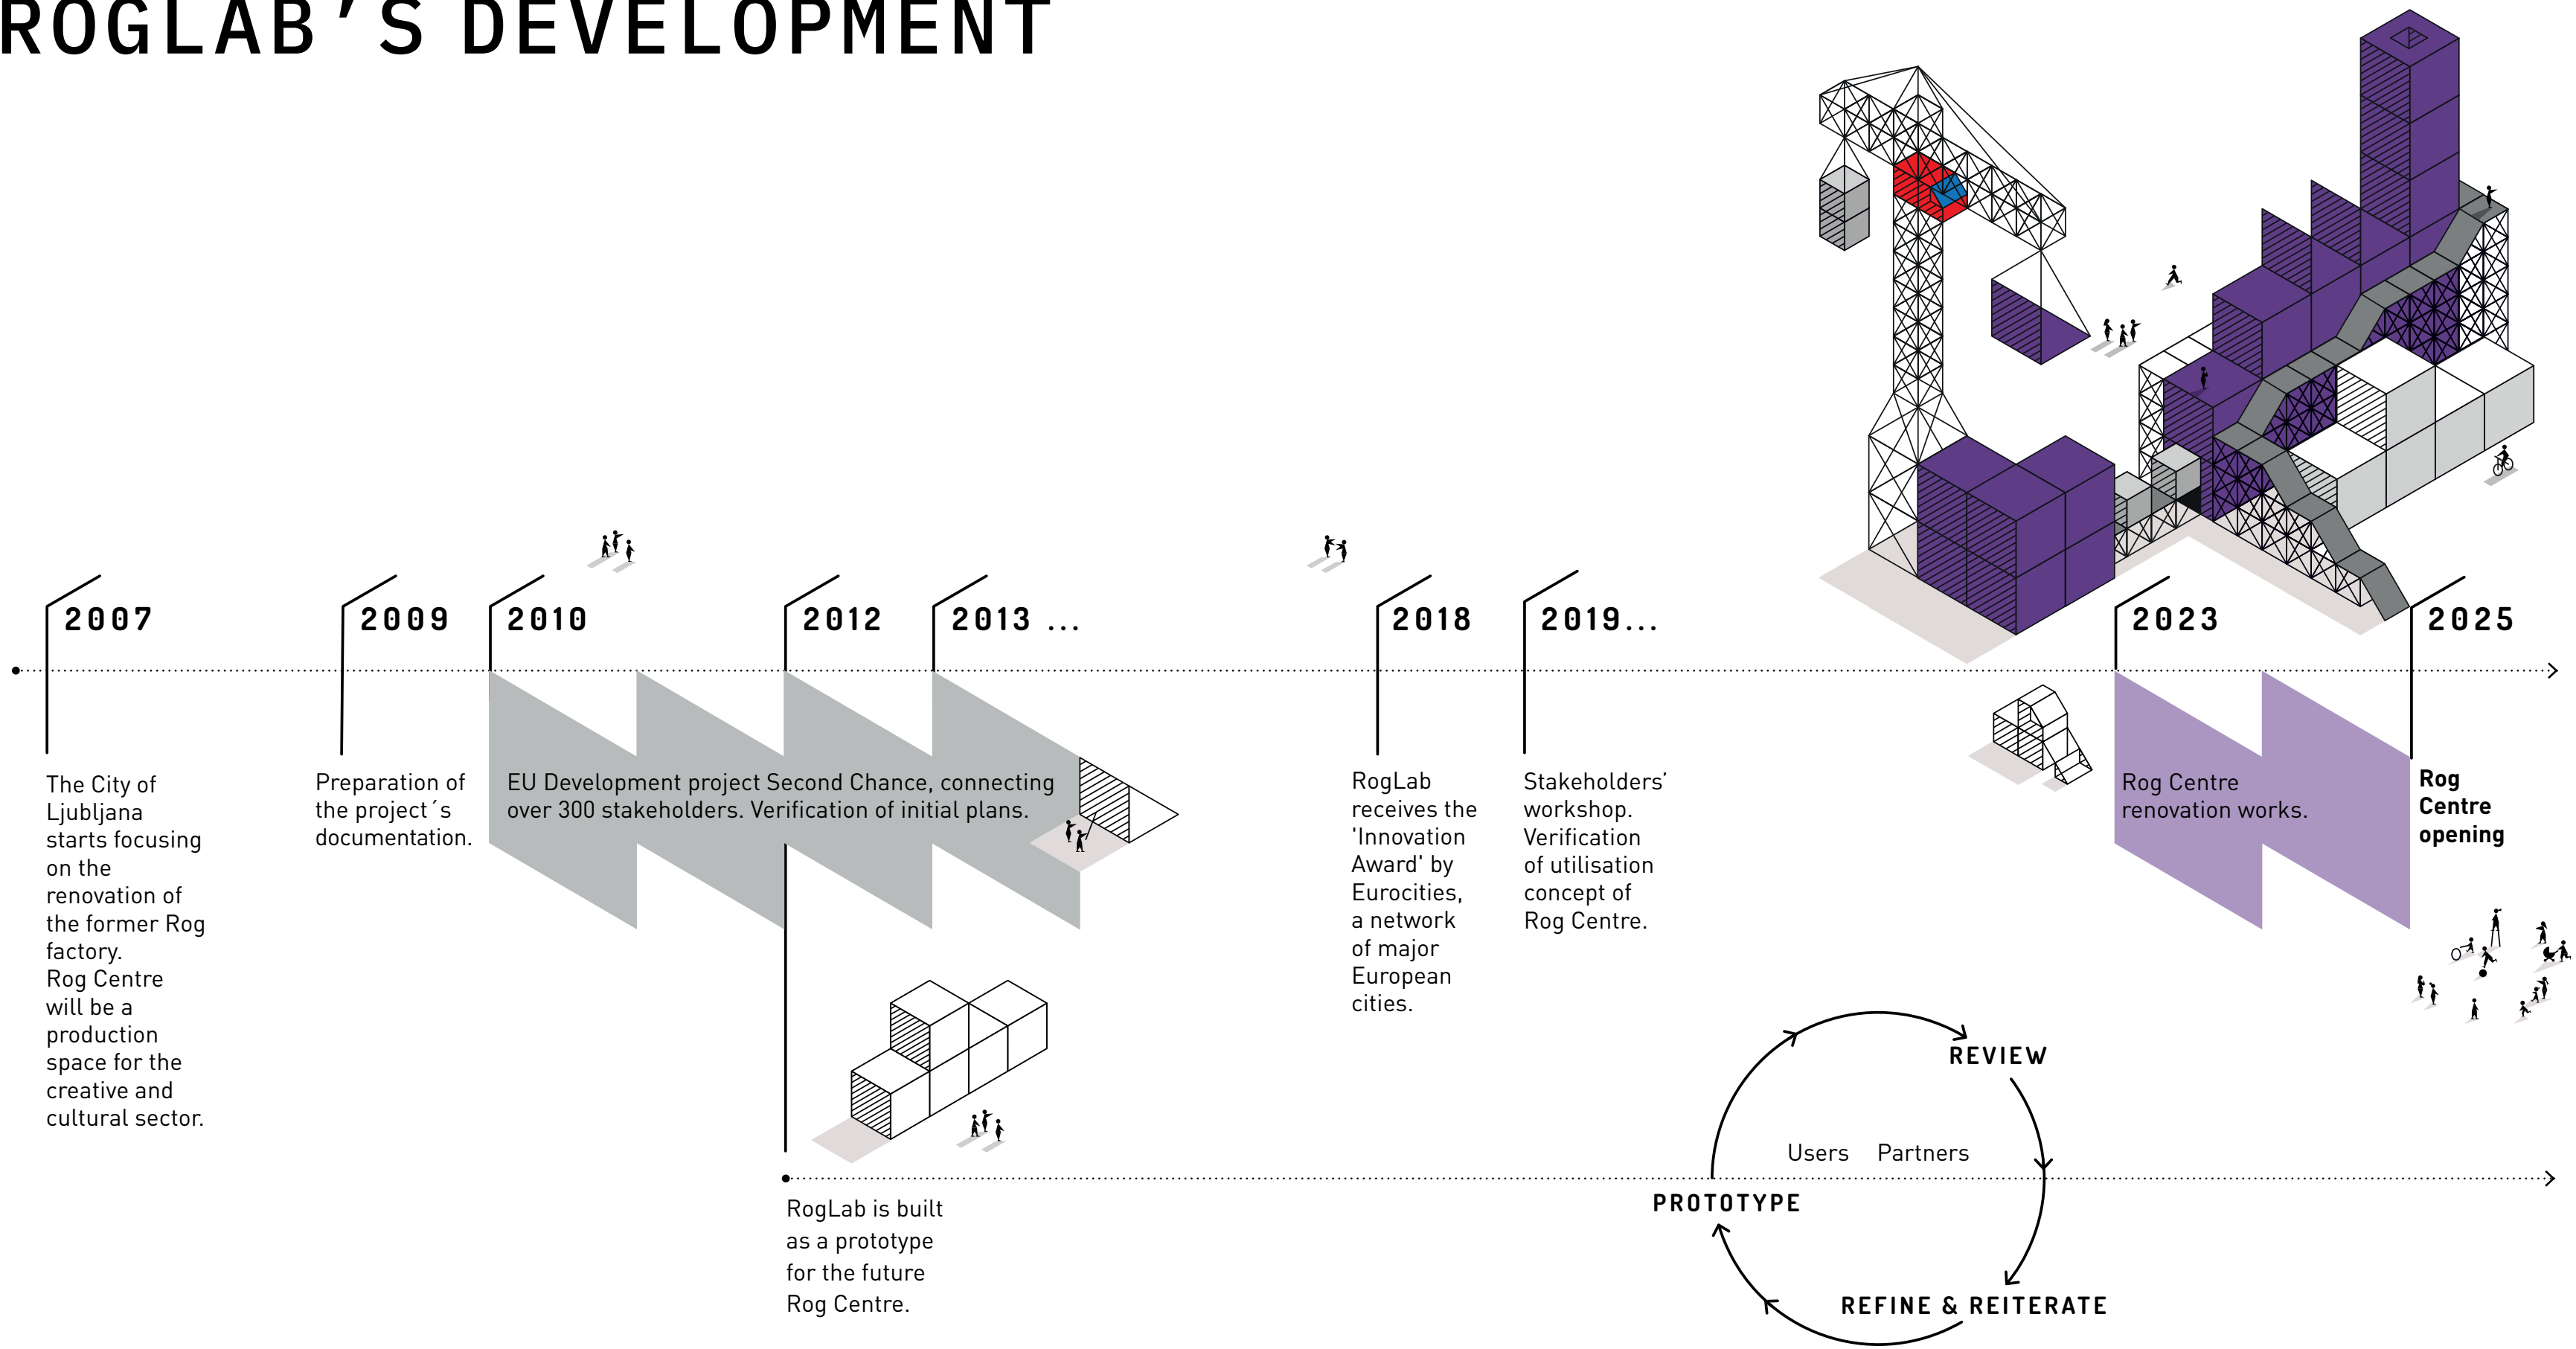 ROGLAB’S DEVELOPMENT
2007
2009
2010
2012
2013 ...
2018
2019...
2023
2025
The City of
Ljubljana
starts focusing
on the
renovation of
the former Rog
factory.
Rog Centre
will be a
production
space for the
creative and
cultural sector.
Preparation of
the project´s
documentation.
EU Development project Second Chance, connecting
over 300 stakeholders. Verification of initial plans.
RogLab
receives the
'Innovation
Award' by
Eurocities,
a network
of major
European
cities.
Stakeholders’
workshop.
Verification
of utilisation
concept of
Rog Centre.
Rog Centre
renovation works.
Rog
Centre
opening
RogLab is built
as a prototype
for the future
Rog Centre.
REVIEW
Users Partners
PROTOTYPE
REFINE & REITERATE